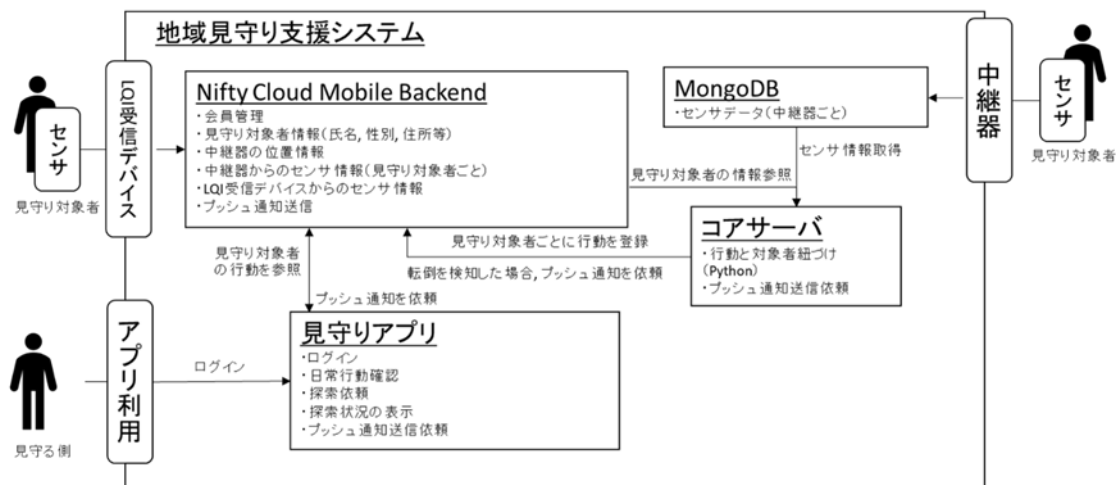 地域見守り支援システム
LQI受信デバイス
センサ
見守り対象者
Nifty Cloud Mobile Backend
・会員管理
・見守り対象者情報(氏名, 性別, 住所等)
・中継器の位置情報
・中継器からのセンサ情報(見守り対象者ごと)
・LQI受信デバイスからのセンサ情報
・プッシュ通知送信
MongoDB
・センサデータ(中継器ごと)
中継器
センサ
見守り対象者
センサ情報取得
見守り対象者の情報参照
コアサーバ
・行動と対象者紐づけ
(Python)
・プッシュ通知送信依頼
見守り対象者ごとに行動を登録
転倒を検知した場合, プッシュ通知を依頼
見守り対象者
の行動を参照
プッシュ通知を依頼
アプリ利用
見守る側
ログイン
見守りアプリ
・ログイン
・日常行動確認
・探索依頼
・探索状況の表示
・プッシュ通知送信依頼